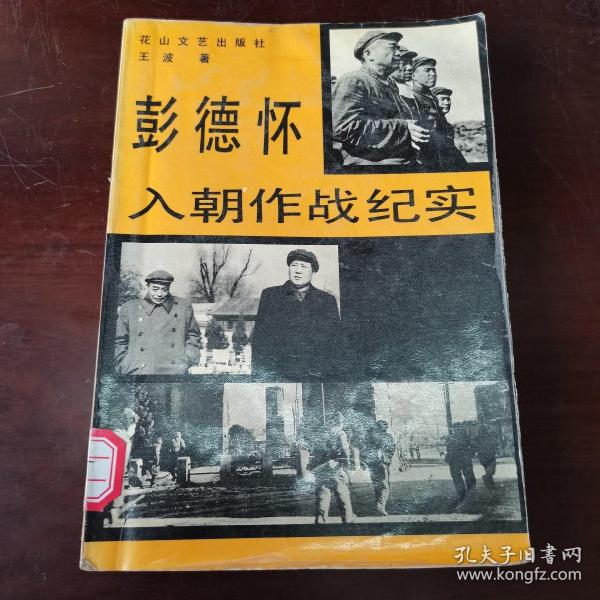 花山文艺出版社
王波 著
彭德怀
入朝作战纪实
孔夫子旧书网
www.kongfz.com